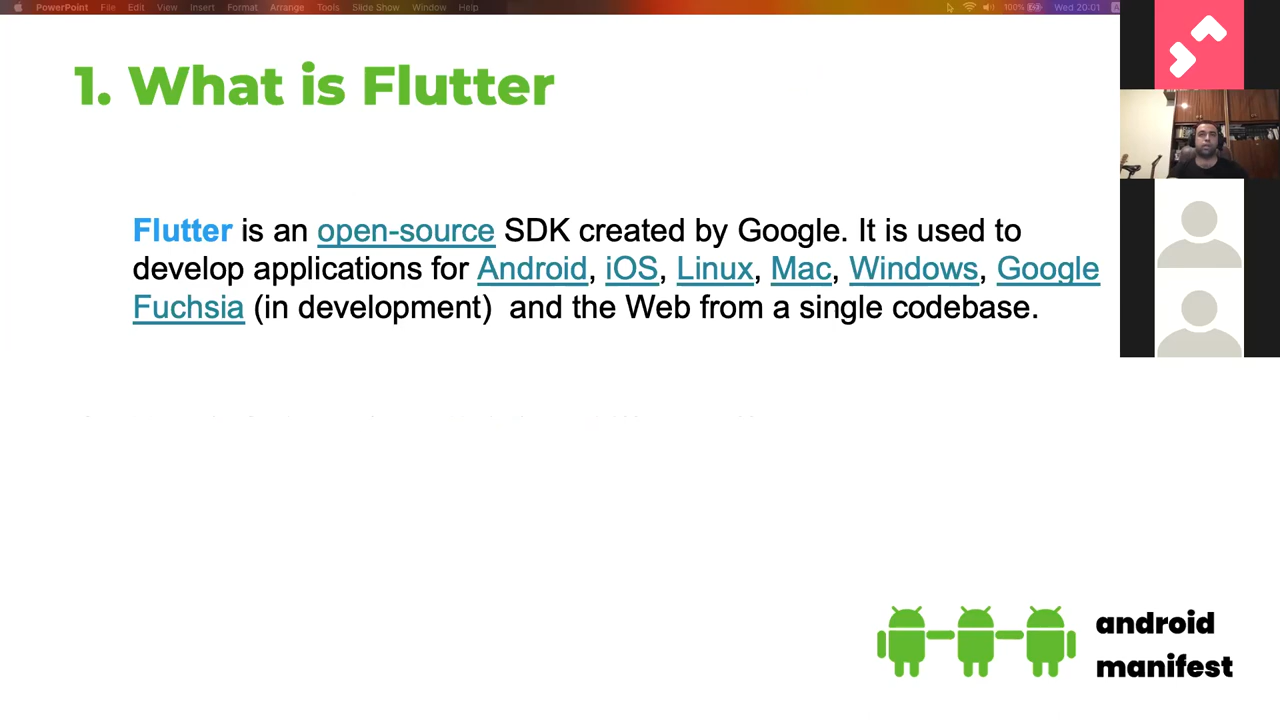 PowerPoint File Edit View Insert Format Arrange Tools Slide Show Window Help 100% Wed 20:01 A
1. What is Flutter
Flutter is an open-source SDK created by Google. It is used to
develop applications for Android, iOS, Linux, Mac, Windows, Google
Fuchsia (in development) and the Web from a single codebase.
android
manifest